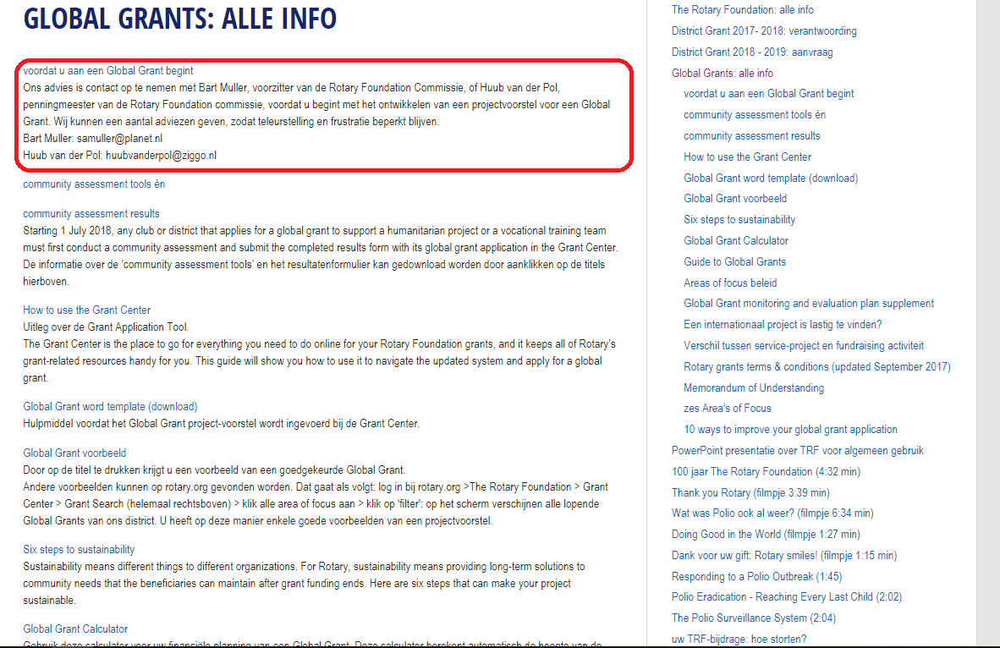 GLOBAL GRANTS: ALLE INFO
voordat u aan een Global Grant begint
Ons advies is contact op te nemen met Bart Muller, voorzitter van de Rotary Foundation Commissie, of Huub van der Pol,
penningmeester van de Rotary Foundation commissie, voordat u begint met het ontwikkelen van een projectvoorstel voor een Global
Grant. Wij kunnen een aantal adviezen geven, zodat teleurstelling en frustratie beperkt blijven.
Bart Muller: samuller@planet.nl
Huub van der Pol: huubvanderpol@ziggo.nl
community assessment tools én
community assessment results
Starting 1 July 2018, any club or district that applies for a global grant to support a humanitarian project or a vocational training team
must first conduct a community assessment and submit the completed results form with its global grant application in the Grant Center.
De informatie over de 'community assessment tools' en het resultatenformulier kan gedownload worden door aanklikken op de titels
hierboven.
How to use the Grant Center
Uitleg over de Grant Application Tool.
The Grant Center is the place to go for everything you need to do online for your Rotary Foundation grants, and it keeps all of Rotary's
grant-related resources handy for you. This guide will show you how to use it to navigate the updated system and apply for a global
grant.
Global Grant word template (download)
Hulpmiddel voordat het Global Grant project-voorstel wordt ingevoerd bij de Grant Center.
Global Grant voorbeeld
Door op de titel te drukken krijgt u een voorbeeld van een goedgekeurde Global Grant.
Andere voorbeelden kunnen op rotary.org gevonden worden. Dat gaat als volgt: log in bij rotary.org >The Rotary Foundation > Grant
Center > Grant Search (helemaal rechtsboven) > klik alle area of focus aan > klik op 'filter': op het scherm verschijnen alle lopende
Global Grants van ons district. U heeft op deze manier enkele goede voorbeelden van een projectvoorstel.
Six steps to sustainability
Sustainability means different things to different organizations. For Rotary, sustainability means providing long-term solutions to
community needs that the beneficiaries can maintain after grant funding ends. Here are six steps that can make your project
sustainable.
Global Grant Calculator
Gebruik deze calculator voor uw financiële planning van een Global Grant. Deze calculator berekent automatisch de hoogte van de
The Rotary Foundation: alle info
District Grant 2017- 2018: verantwoording
District Grant 2018 - 2019: aanvraag
Global Grants: alle info
voordat u aan een Global Grant begint
community assessment tools én
community assessment results
How to use the Grant Center
Global Grant word template (download)
Global Grant voorbeeld
Six steps to sustainability
Global Grant Calculator
Guide to Global Grants
Areas of focus beleid
Global Grant monitoring and evaluation plan supplement
Een internationaal project is lastig te vinden?
Verschil tussen service-project en fundraising activiteit
Rotary grants terms & conditions (updated September 2017)
Memorandum of Understanding
zes Area's of Focus
10 ways to improve your global grant application
PowerPoint presentatie over TRF voor algemeen gebruik
100 jaar The Rotary Foundation (4:32 min)
Thank you Rotary (filmpje 3:39 min)
Wat was Polio ook al weer? (filmpje 6:34 min)
Doing Good in the World (filmpje 1:27 min)
Dank voor uw gift: Rotary smiles! (filmpje 1:15 min)
Responding to a Polio Outbreak (1:45)
Polio Eradication - Reaching Every Last Child (2:02)
The Polio Surveillance System (2:04)
uw TRF-bijdrage: hoe storten?